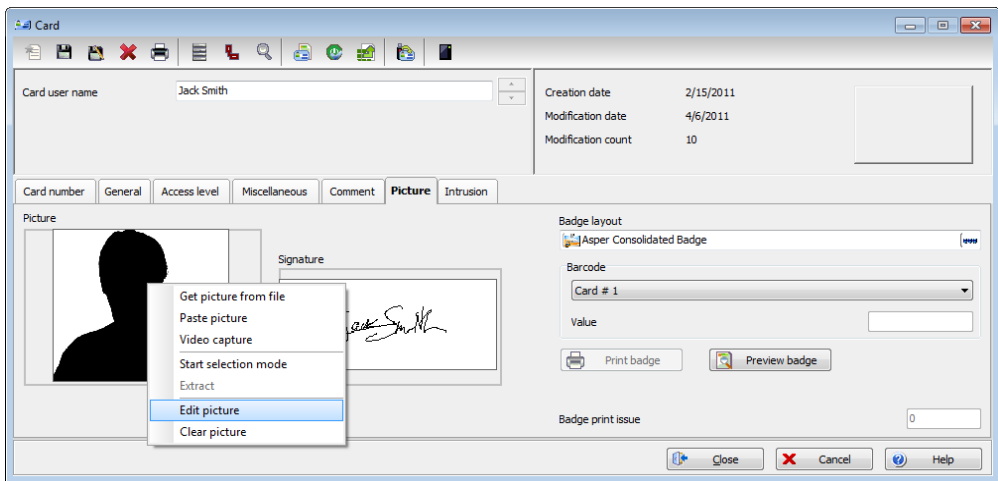 Card
Card user name
Jack Smith
Creation date 2/15/2011
Modification date 4/6/2011
Modification count 10
Card number General Access level Miscellaneous Comment Picture Intrusion
Picture
Signature
Jack Smith
Get picture from file
Paste picture
Video capture
Start selection mode
Extract
Edit picture
Clear picture
Badge layout
Asper Consolidated Badge
Barcode
Card # 1
Value
Print badge Preview badge
Badge print issue 0
Close Cancel Help